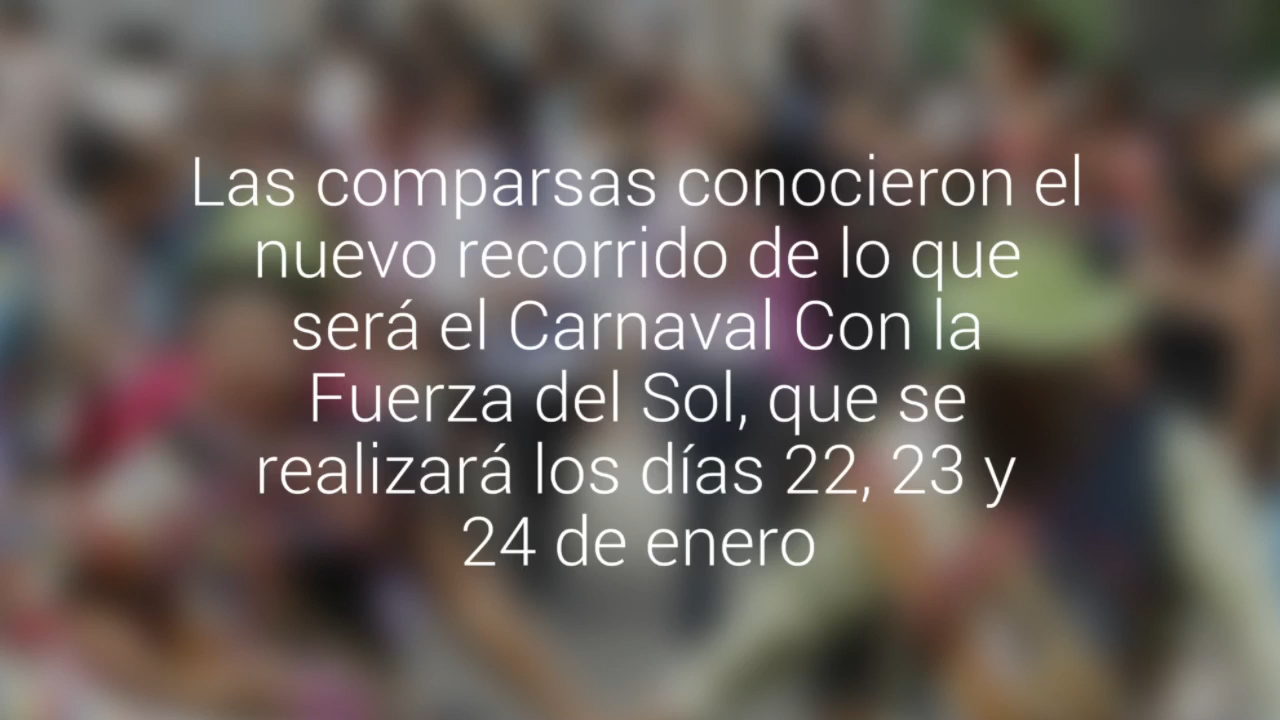 Las comparsas conocieron el
nuevo recorrido de lo que
será el Carnaval Con la
Fuerza del Sol, que se
realizará los días 22, 23 y
24 de enero